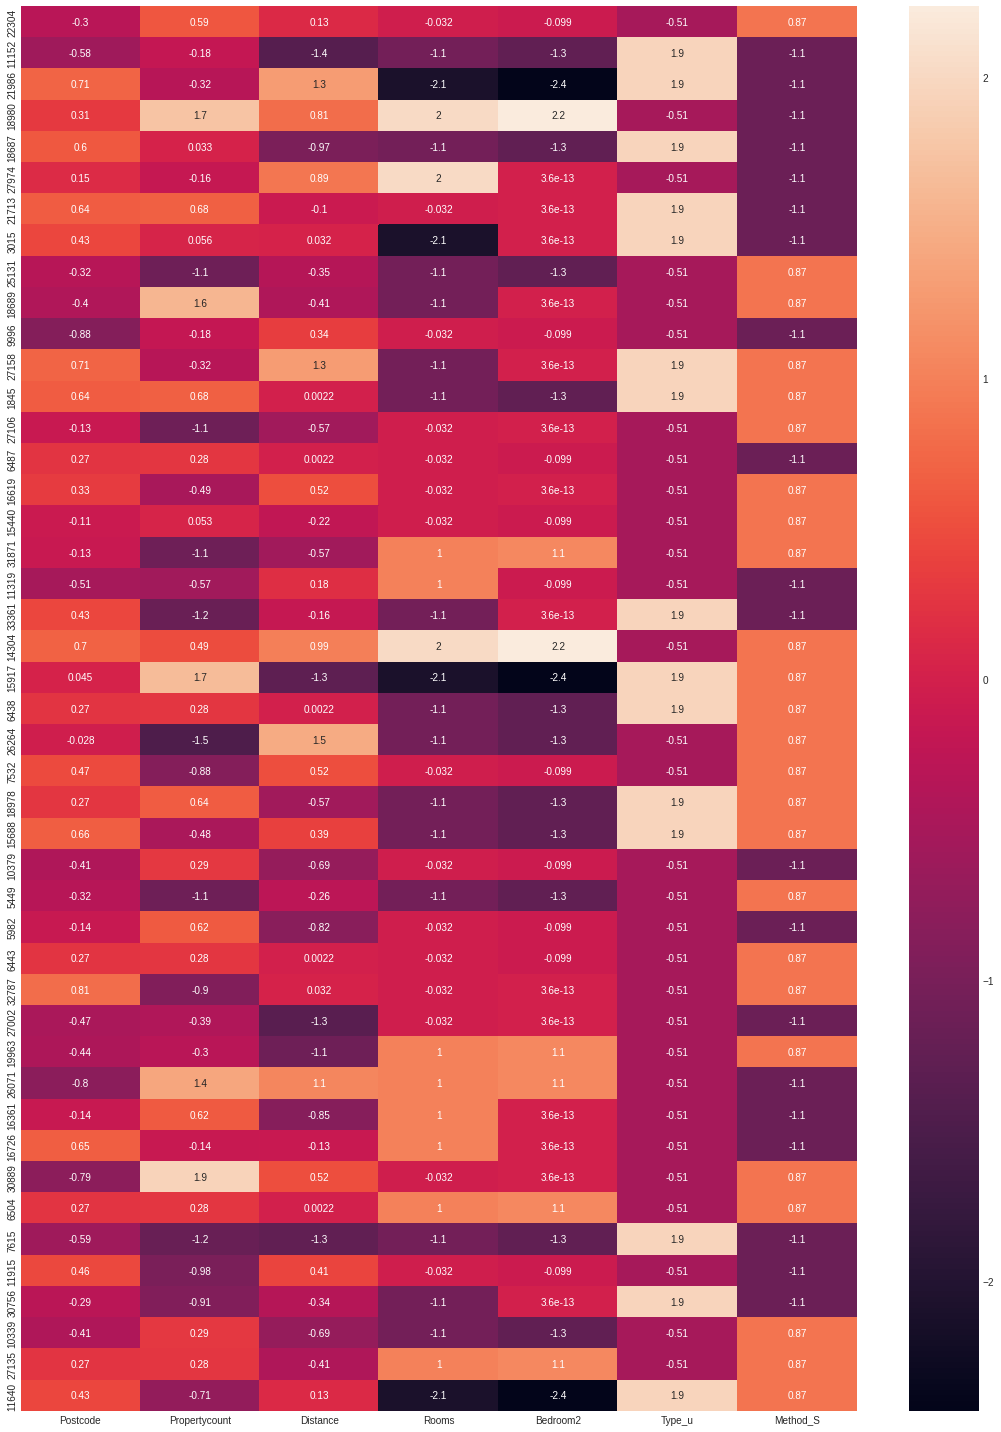 22304 -0.3 0.59 0.13 -0.032 -0.099 -0.51 0.87
11152 -0.58 -0.18 -1.4 -1.1 -1.3 1.9 -1.1
21986 0.71 -0.32 1.3 -2.1 -2.4 1.9 -1.1
18980 0.31 1.7 0.81 2 2.2 -0.51 -1.1
18687 0.6 0.033 -0.97 -1.1 -1.3 1.9 -1.1
27974 0.15 -0.16 0.89 2 3.6e-13 -0.51 -1.1
21713 0.64 0.68 -0.1 -0.032 3.6e-13 1.9 -1.1
3015 0.43 0.056 0.032 -2.1 3.6e-13 1.9 -1.1
25131 -0.32 -1.1 -0.35 -1.1 -1.3 -0.51 0.87
18689 -0.4 1.6 -0.41 -1.1 3.6e-13 -0.51 0.87
9996 -0.88 -0.18 0.34 -0.032 -0.099 -0.51 -1.1
27158 0.71 -0.32 1.3 -1.1 3.6e-13 1.9 0.87
1845 0.64 0.68 0.0022 -1.1 -1.3 1.9 0.87
27106 -0.13 -1.1 -0.57 -0.032 3.6e-13 -0.51 0.87
6487 0.27 0.28 0.0022 -0.032 -0.099 -0.51 -1.1
16619 0.33 -0.49 0.52 -0.032 3.6e-13 -0.51 0.87
15440 -0.11 0.053 -0.22 -0.032 -0.099 -0.51 0.87
31871 -0.13 -1.1 -0.57 1 1.1 -0.51 0.87
11319 -0.51 -0.57 0.18 1 -0.099 -0.51 -1.1
33361 0.43 -1.2 -0.16 -1.1 3.6e-13 1.9 -1.1
14304 0.7 0.49 0.99 2 2.2 -0.51 0.87
15917 0.045 1.7 -1.3 -2.1 -2.4 1.9 0.87
6438 0.27 0.28 0.0022 -1.1 -1.3 1.9 0.87
26264 -0.028 -1.5 1.5 -1.1 -1.3 -0.51 0.87
7532 0.47 -0.88 0.52 -0.032 -0.099 -0.51 0.87
18978 0.27 0.64 -0.57 -1.1 -1.3 1.9 0.87
15688 0.66 -0.48 0.39 -1.1 -1.3 1.9 0.87
10379 -0.41 0.29 -0.69 -0.032 -0.099 -0.51 -1.1
5449 -0.32 -1.1 -0.26 -1.1 -1.3 -0.51 0.87
5982 -0.14 0.62 -0.82 -0.032 -0.099 -0.51 -1.1
6443 0.27 0.28 0.0022 -0.032 -0.099 -0.51 0.87
32787 0.81 -0.9 0.032 -0.032 3.6e-13 -0.51 0.87
27002 -0.47 -0.39 -1.3 -0.032 3.6e-13 -0.51 -1.1
19963 -0.44 -0.3 -1.1 1 1.1 -0.51 0.87
26071 -0.8 1.4 1.1 1 1.1 -0.51 -1.1
16361 -0.14 0.62 -0.85 1 3.6e-13 -0.51 -1.1
16726 0.65 -0.14 -0.13 1 3.6e-13 -0.51 -1.1
30889 -0.79 1.9 0.52 -0.032 3.6e-13 -0.51 0.87
6504 0.27 0.28 0.0022 1 1.1 -0.51 0.87
7615 -0.59 -1.2 -1.3 -1.1 -1.3 1.9 -1.1
11915 0.46 -0.98 0.41 -0.032 -0.099 -0.51 -1.1
30756 -0.29 -0.91 -0.34 -1.1 3.6e-13 1.9 -1.1
10339 -0.41 0.29 -0.69 -1.1 -1.3 -0.51 0.87
27135 0.27 0.28 -0.41 1 1.1 -0.51 0.87
11640 0.43 -0.71 0.13 -2.1 -2.4 1.9 0.87
Postcode Propertycount Distance Rooms Bedroom2 Type_u Method_S
2
1
0
−1
−2